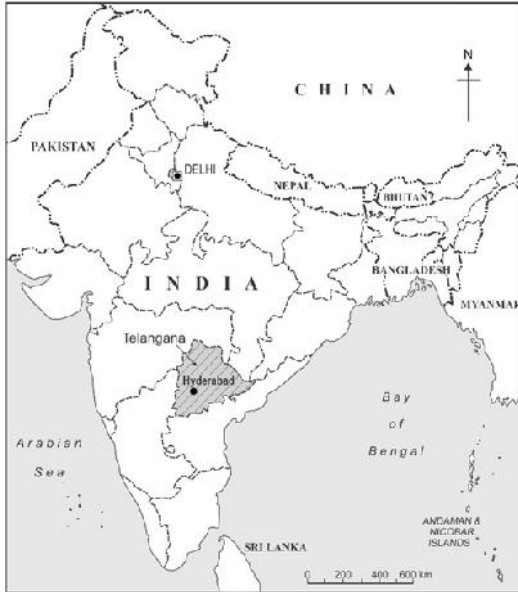 N
C H I N A
PAKISTAN
DELHI
NEPAL
BHUTAN
BANGLADESH
I N D I A
MYANMAR
Telangana
Hyderabad
Bay
of
Bengal
Arabian
Sea
ANDAMAN &
NICOBAR
ISLANDS
SRI LANKA
0 200 400 600 km